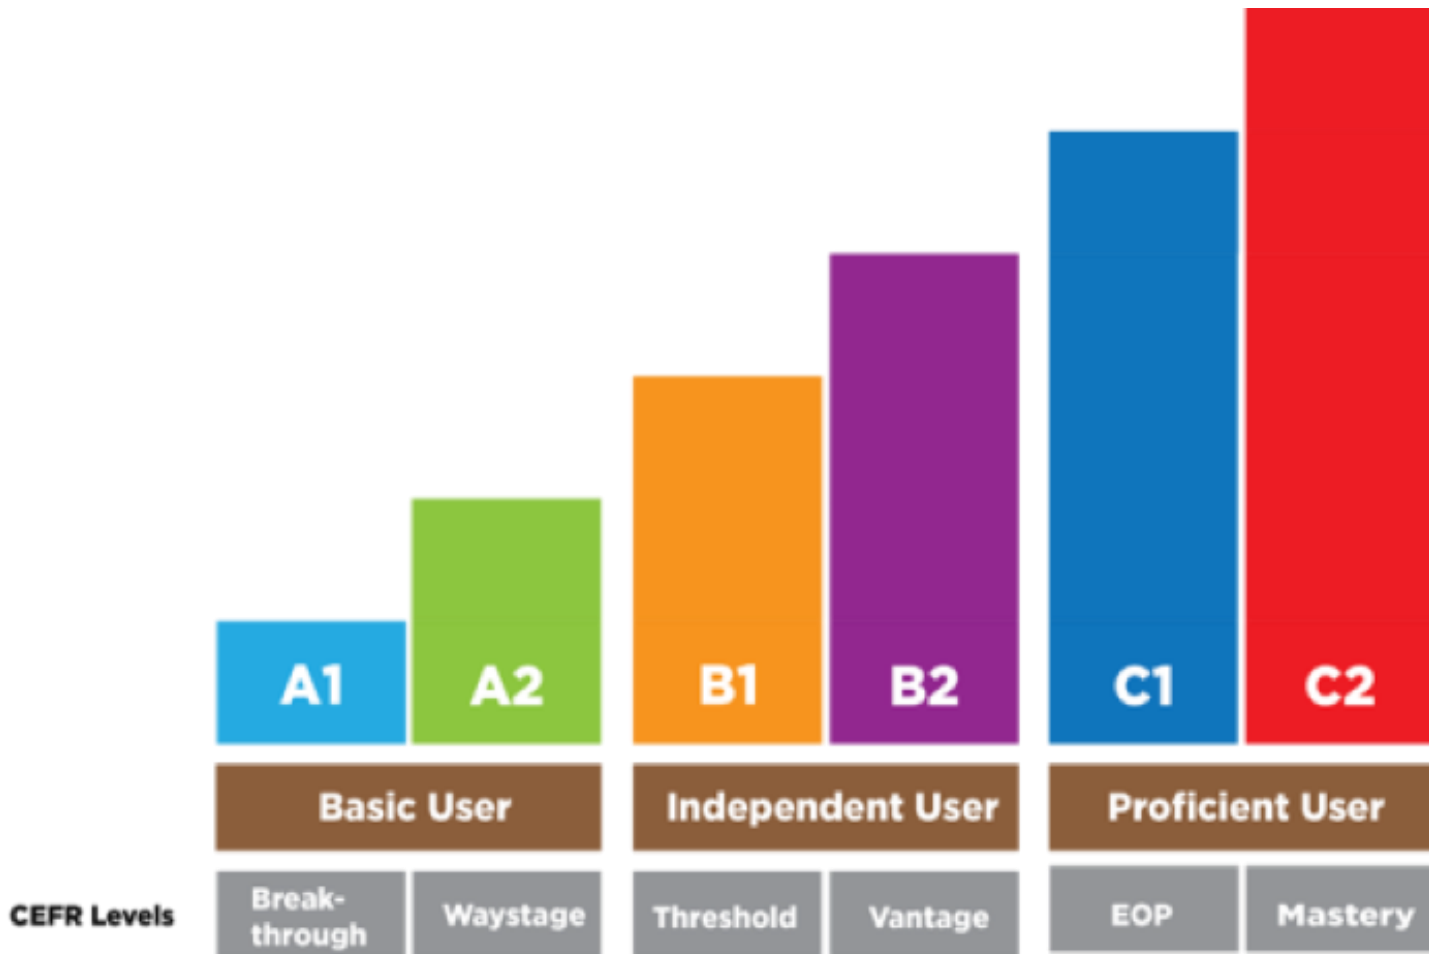 A1 A2 B1 B2 C1 C2
Basic User Independent User Proficient User
CEFR Levels
Break-
through
Waystage
Threshold
Vantage
EOP
Mastery